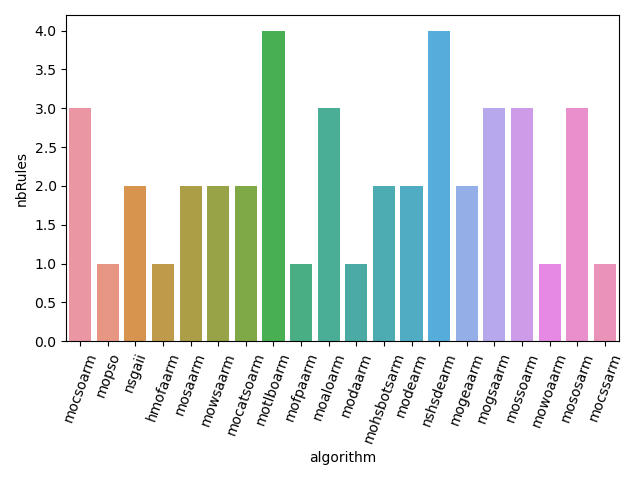 4.0
3.5
3.0
2.5
2.0
1.5
1.0
0.5
0.0
nbRules
mocsoarm
mopso
nsgaii
hmofaarm
mosaarm
mowsaarm
mocatsoarm
motlboarm
mofpaarm
moaloarm
modaarm
mohsbotsarm
modearm
nshsdearm
mogeaarm
mogsaarm
mossoarm
mowoaarm
mososarm
mocssarm
algorithm